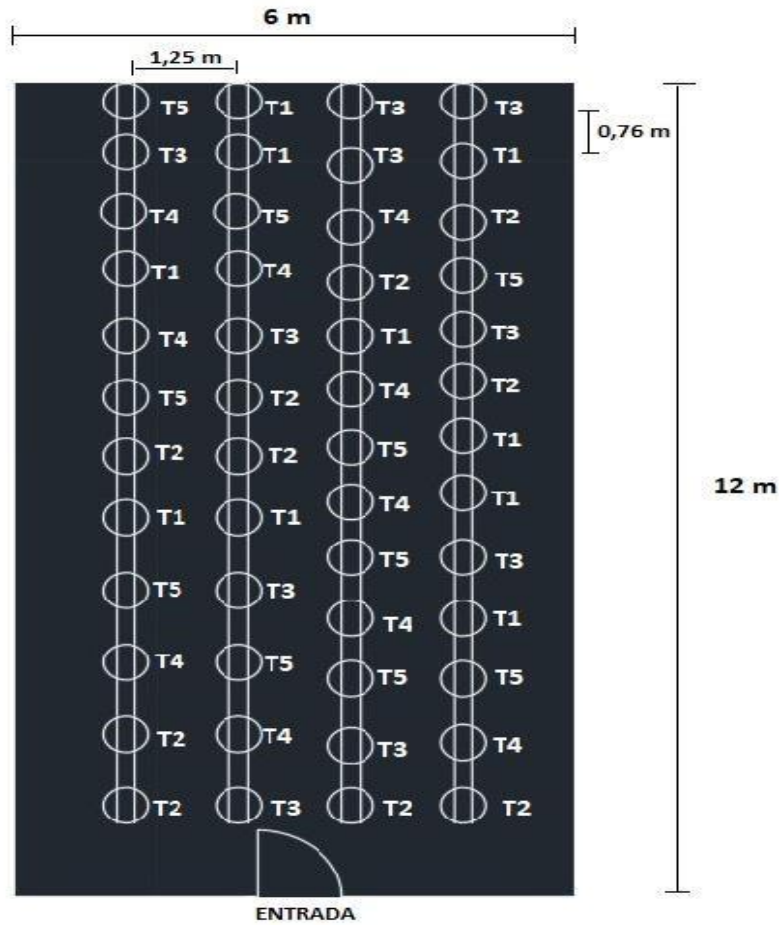 6 m
1,25 m
T5 T1 T3 T3
0,76 m
T3 T1 T3 T1
T4 T5 T4 T2
T1 T4 T2 T5
T4 T3 T1 T3
T5 T2 T4 T2
T2 T2 T5 T1
12 m
T1 T1 T4 T1
T5 T3 T5 T3
T4 T1
T4 T5 T5 T5
T2 T4 T3 T4
T2 T3 T2 T2
ENTRADA